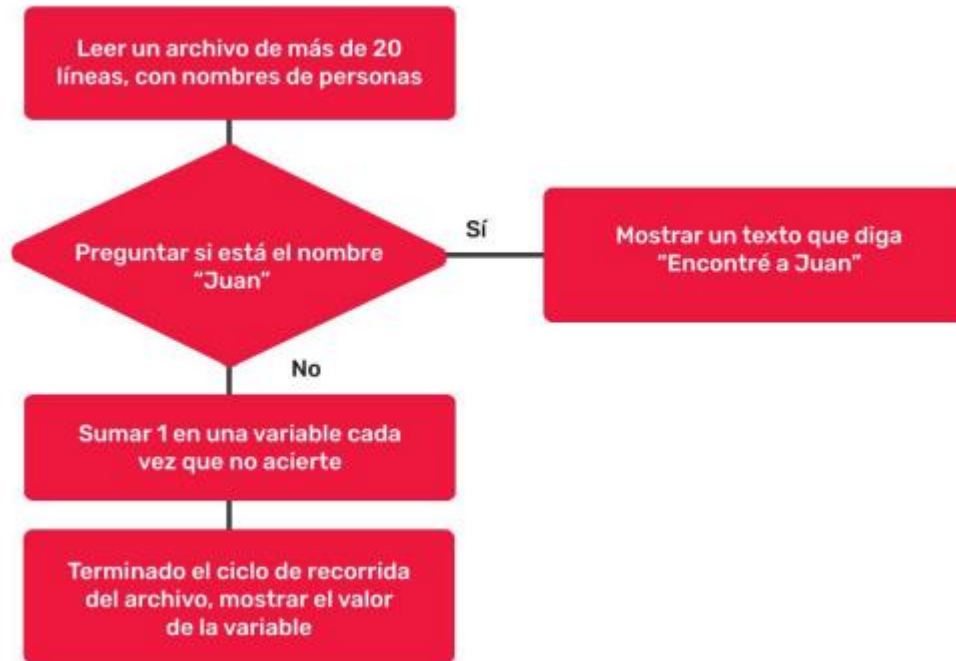 Leer un archivo de más de 20
líneas, con nombres de personas
Preguntar si está el nombre
“Juan”
Sí
Mostrar un texto que diga
”Encontré a Juan”
No
Sumar 1 en una variable cada
vez que no acierte
Terminado el ciclo de recorrida
del archivo, mostrar el valor
de la variable